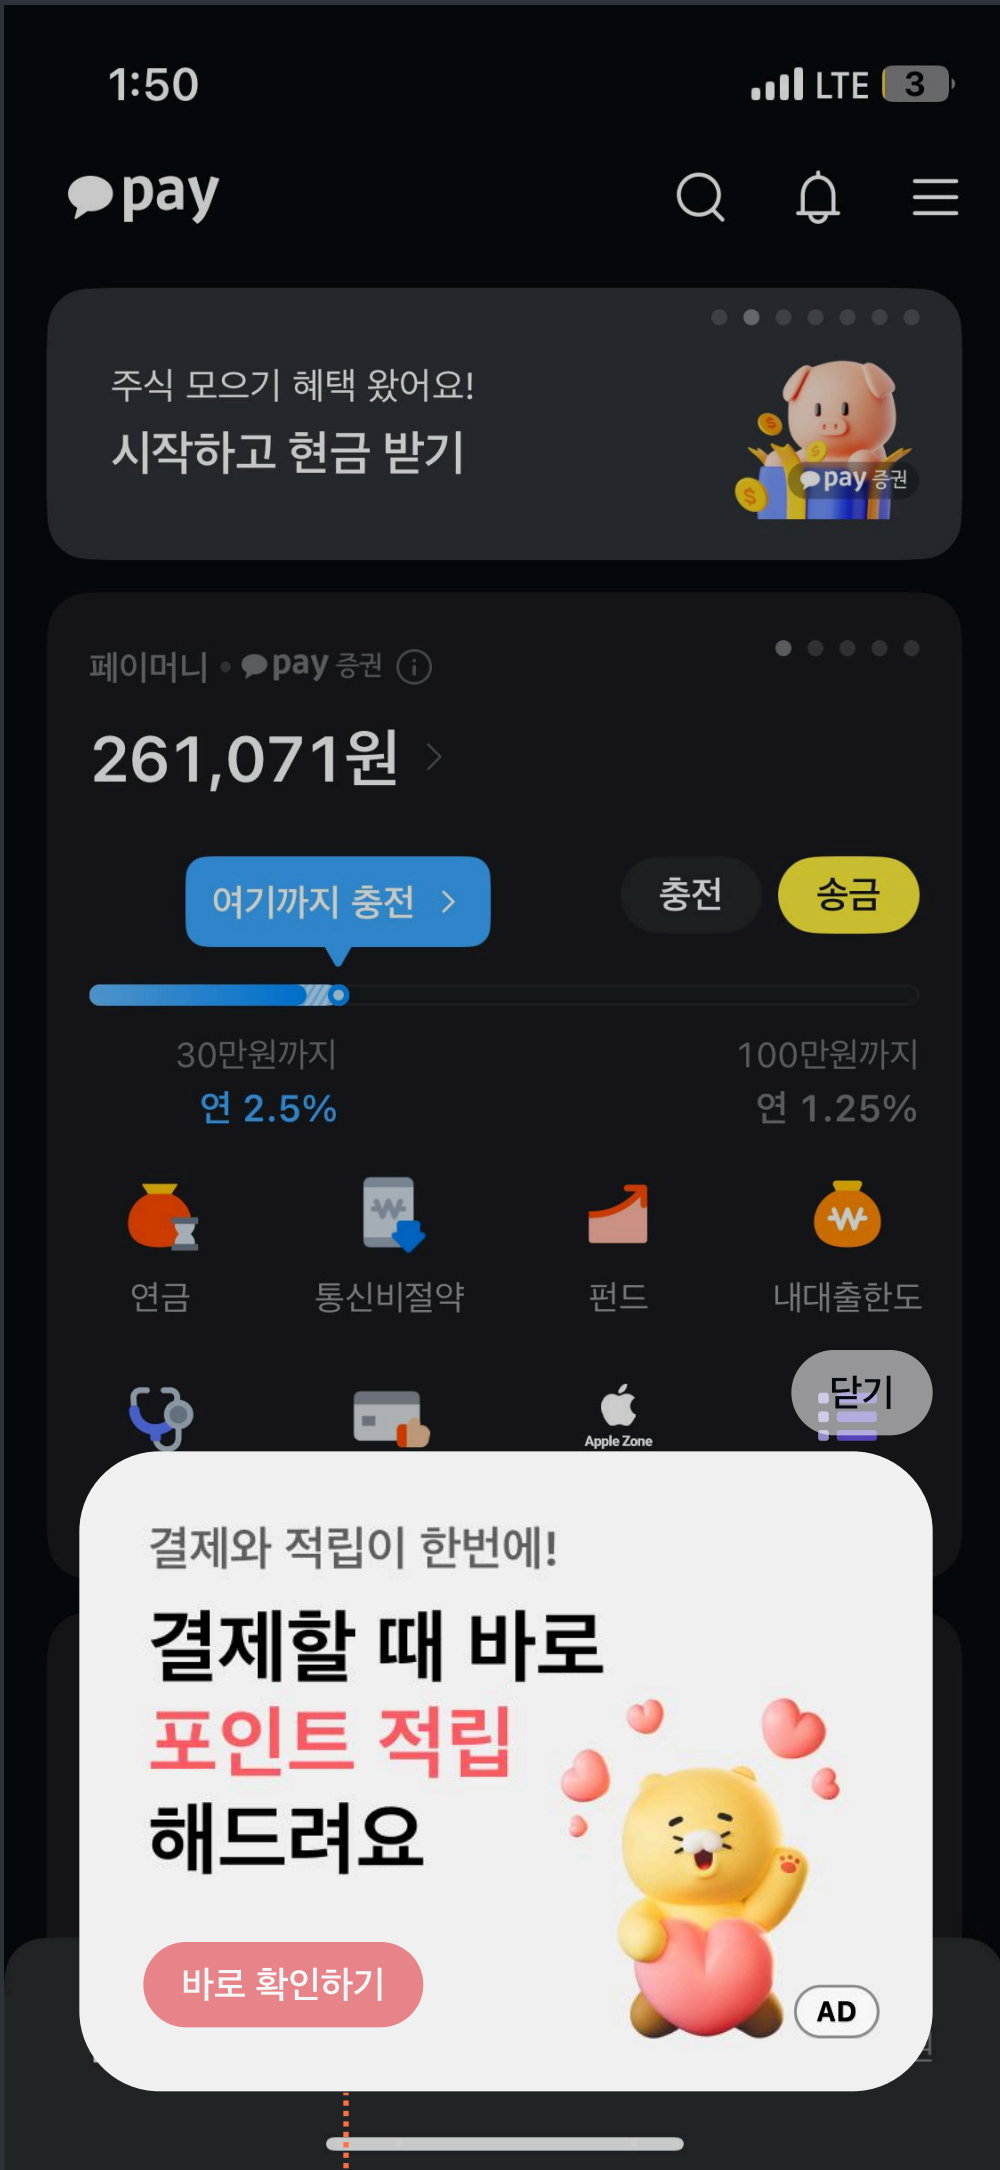 1:50 LTE 3
pay
주식 모으기 혜택 왔어요!
시작하고 현금 받기
pay 증권
페이머니 • pay 증권
261,071원
여기까지 충전
충전
송금
30만원까지 100만원까지
연 2.5% 연 1.25%
연금 통신비절약 펀드 내대출한도
Apple Zone
닫기
결제와 적립이 한번에!
결제할 때 바로
포인트 적립
해드려요
바로 확인하기
AD